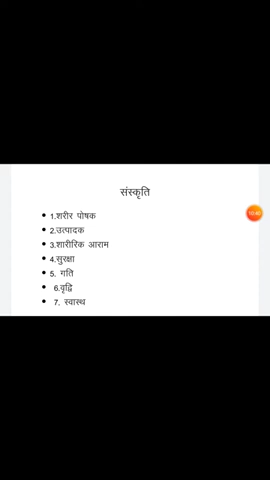 संस्कृति
• 1.शरीर पोषक
• 2.उत्पादक
• 3.शारीरिक आराम
• 4.सुरक्षा
• 5. गति
• 6.वृद्वि
• 7. स्वास्थ